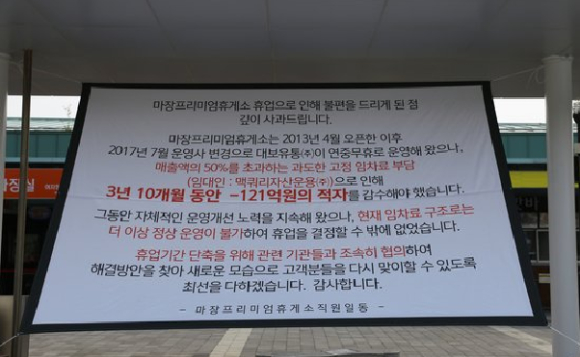 마장프리미엄휴게소 휴업으로 인해 불편을 드리게 된 점
깊이 사과드립니다.
마장프리미엄휴게소는 2013년 4월 오픈한 이후
2017년 7월 운영사 변경으로 대보유통(주)이 연중무휴로 운영해 왔으나,
매출액의 50%를 초과하는 과도한 고정 임차료 부담
(임대인 : 맥쿼리자산운용(주))으로 인해
3년 10개월 동안 -121억원의 적자를 감수해야 했습니다.
그동안 자체적인 운영개선 노력을 지속해 왔으나, 현재 임차료 구조로는
더 이상 정상 운영이 불가하여 휴업을 결정할 수 밖에 없었습니다.
휴업기간 단축을 위해 관련 기관들과 조속히 협의하여
해결방안을 찾아 새로운 모습으로 고객분들을 다시 맞이할 수 있도록
최선을 다하겠습니다. 감사합니다.
- 마장프리미엄휴게소직원일동 -
장실